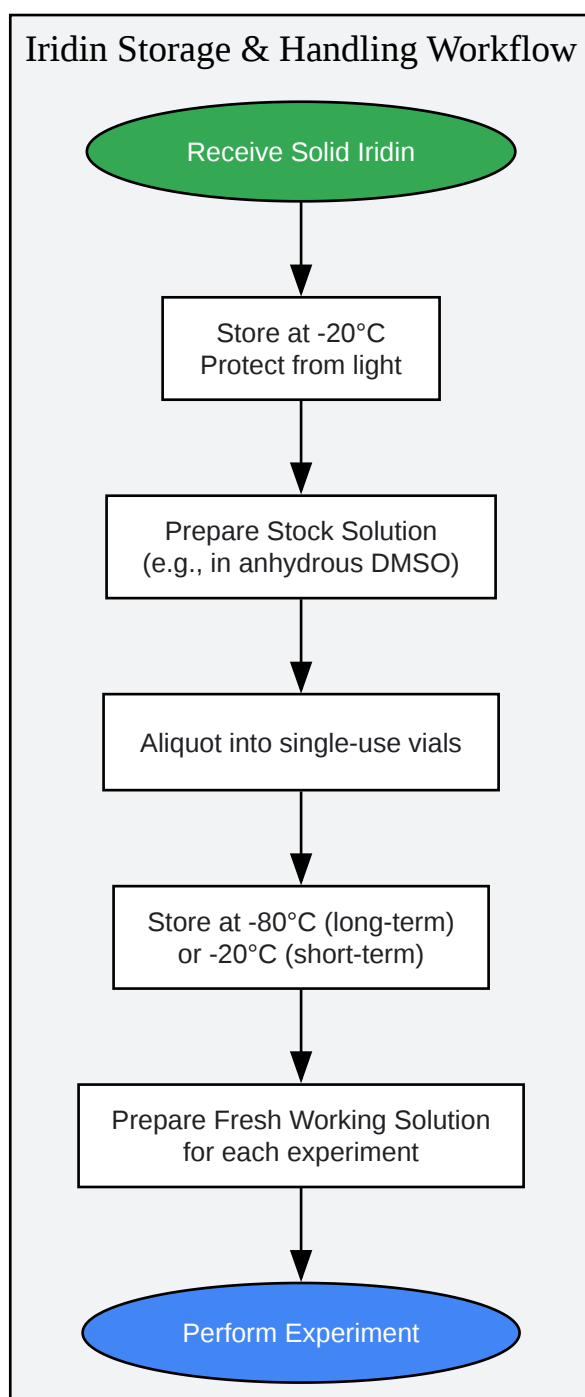 Iridin Storage & Handling Workflow
Receive Solid Iridin
Store at -20°C
Protect from light
Prepare Stock Solution
(e.g., in anhydrous DMSO)
Aliquot into single-use vials
Store at -80°C (long-term)
or -20°C (short-term)
Prepare Fresh Working Solution
for each experiment
Perform Experiment